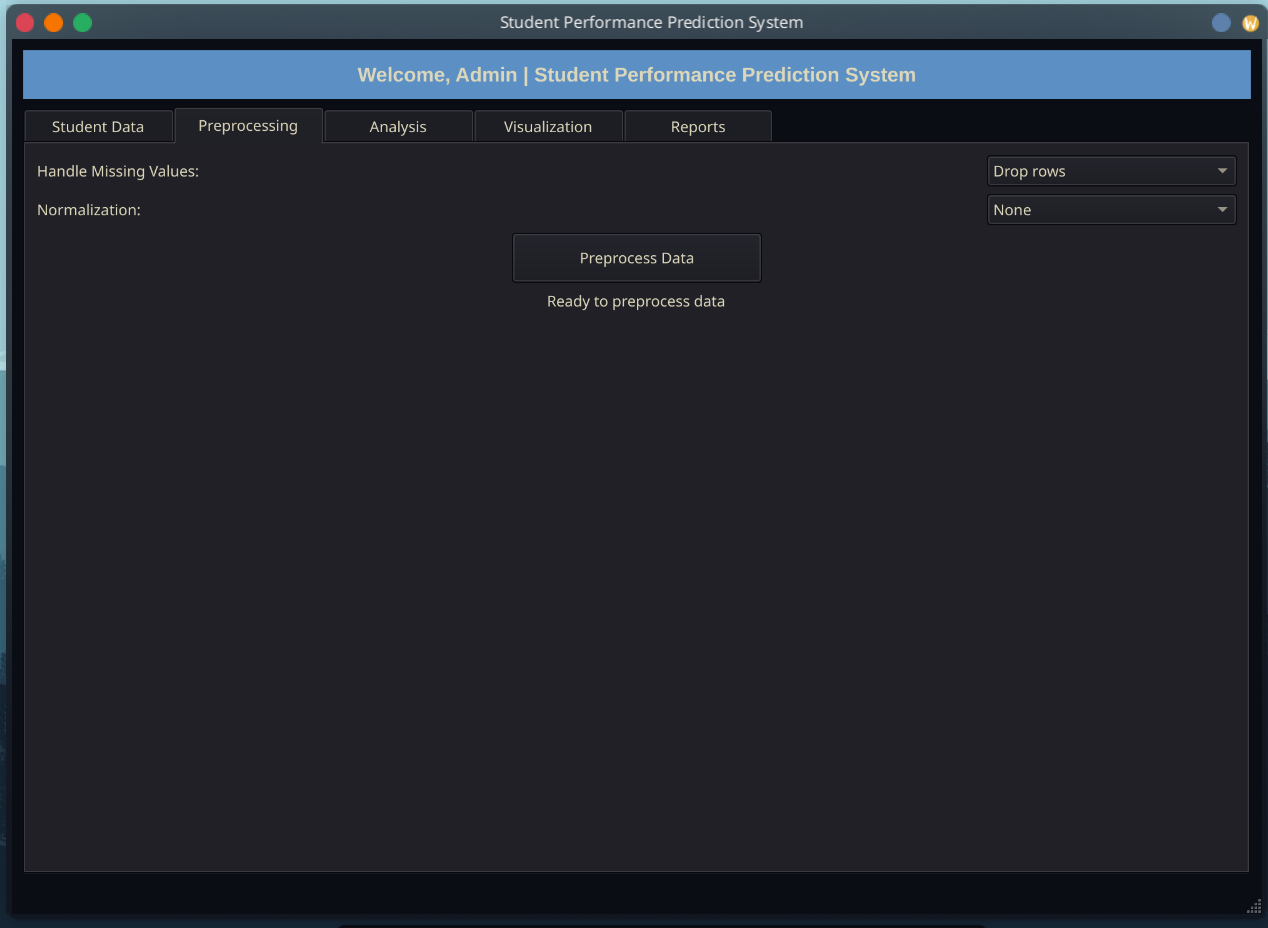 Student Performance Prediction System
W
Welcome, Admin | Student Performance Prediction System
Student Data Preprocessing Analysis Visualization Reports
Handle Missing Values: Drop rows
Normalization: None
Preprocess Data
Ready to preprocess data